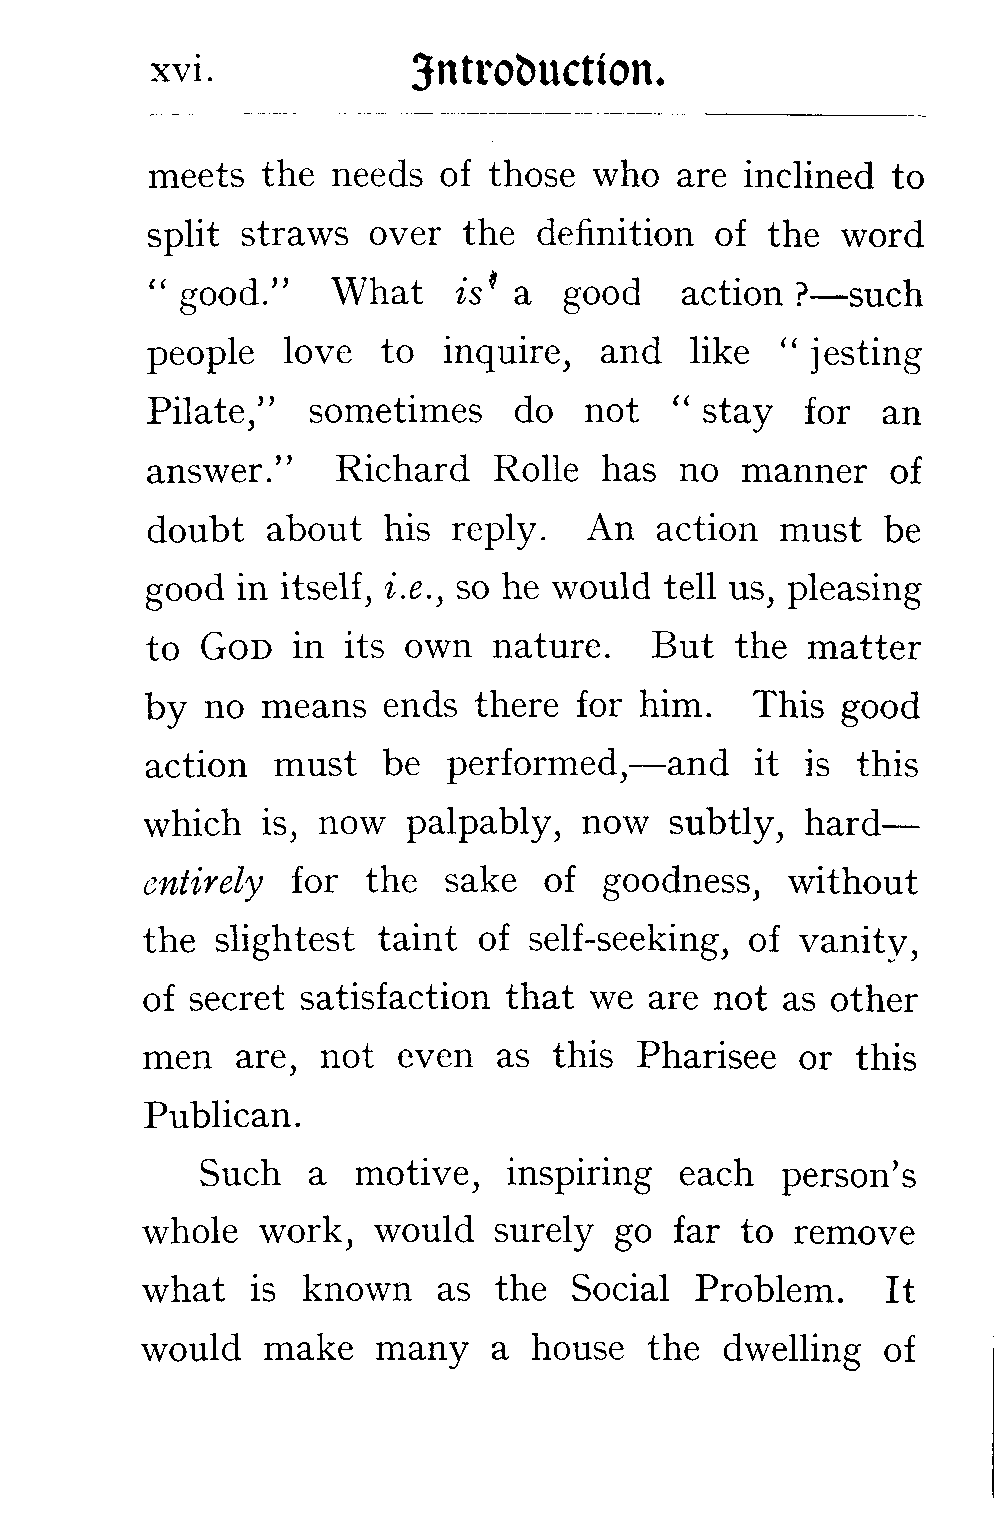 xvi. Introduction.
meets the needs of those who are inclined to
split straws over the definition of the word
“ good.” What is a good action ?—such
people love to inquire, and like “ jesting
Pilate,” sometimes do not “ stay for an
answer.” Richard Rolle has no manner of
doubt about his reply. An action must be
good in itself, i.e., so he would tell us, pleasing
to GOD in its own nature. But the matter
by no means ends there for him. This good
action must be performed,—and it is this
which is, now palpably, now subtly, hard—
entirely for the sake of goodness, without
the slightest taint of self-seeking, of vanity,
of secret satisfaction that we are not as other
men are, not even as this Pharisee or this
Publican.
Such a motive, inspiring each person’s
whole work, would surely go far to remove
what is known as the Social Problem. It
would make many a house the dwelling of